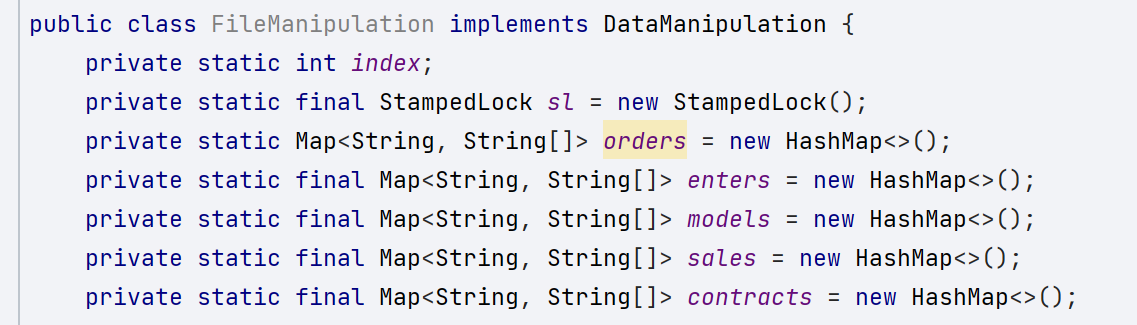 public class FileManipulation implements DataManipulation {
    private static int index;
    private static final StampedLock sl = new StampedLock();
    private static Map<String, String[]> orders = new HashMap<>();
    private static final Map<String, String[]> enters = new HashMap<>();
    private static final Map<String, String[]> models = new HashMap<>();
    private static final Map<String, String[]> sales = new HashMap<>();
    private static final Map<String, String[]> contracts = new HashMap<>();